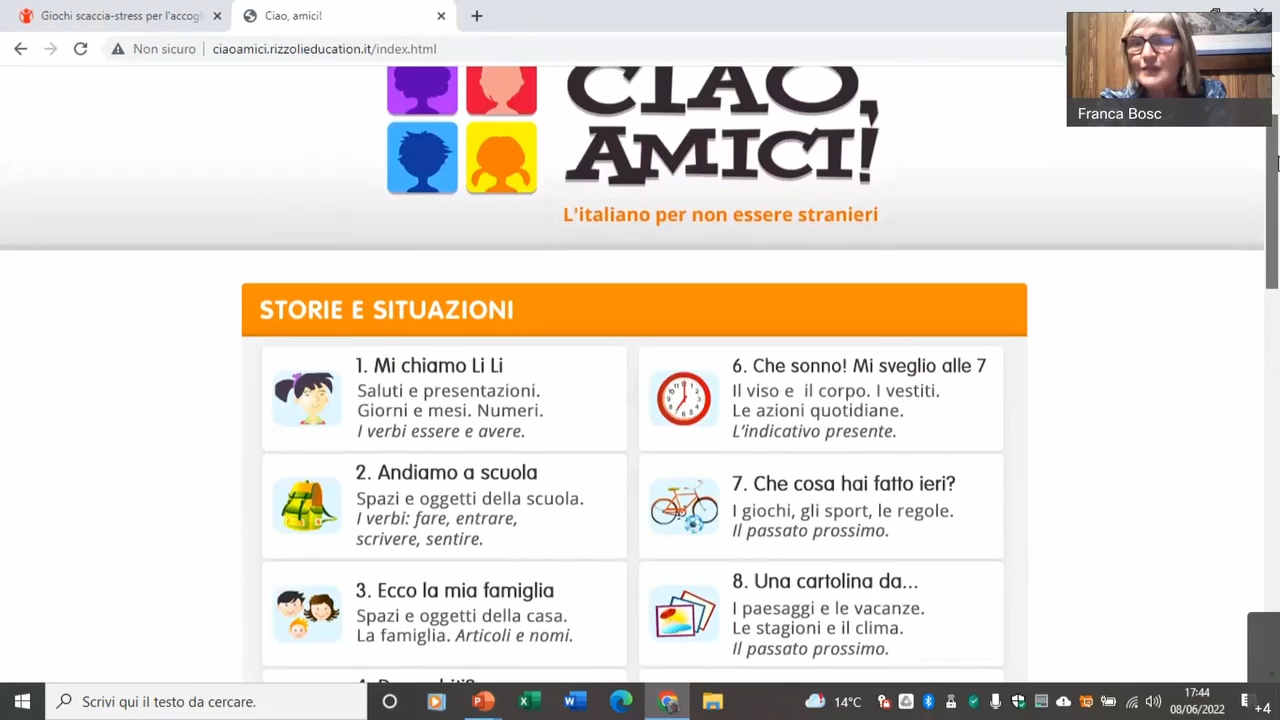 Giochi scaccia-stress per l'accogl
Ciao, amici!
Non sicuro
ciaoamici.rizzolieducation.it/index.html
Franca Bosc
CIAO,
AMICI!
L'italiano per non essere stranieri
STORIE E SITUAZIONI
1. Mi chiamo Li Li
Saluti e presentazioni.
Giorni e mesi. Numeri.
I verbi essere e avere.
2. Andiamo a scuola
Spazi e oggetti della scuola.
I verbi: fare, entrare,
scrivere, sentire.
3. Ecco la mia famiglia
Spazi e oggetti della casa.
La famiglia. Articoli e nomi.
6. Che sonno! Mi sveglio alle 7
Il viso e il corpo. I vestiti.
Le azioni quotidiane.
L'indicativo presente.
7. Che cosa hai fatto ieri?
I giochi, gli sport, le regole.
Il passato prossimo.
8. Una cartolina da...
I paesaggi e le vacanze.
Le stagioni e il clima.
Il passato prossimo.
Scrivi qui il testo da cercare.
14°C
17:44
08/06/2022
+4